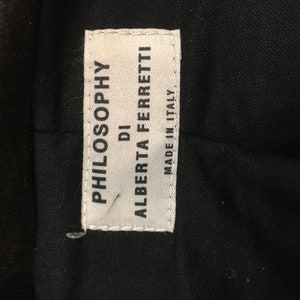 PHILOSOPHY
DI
ALBERTA FERRETTI
MADE IN ITALY